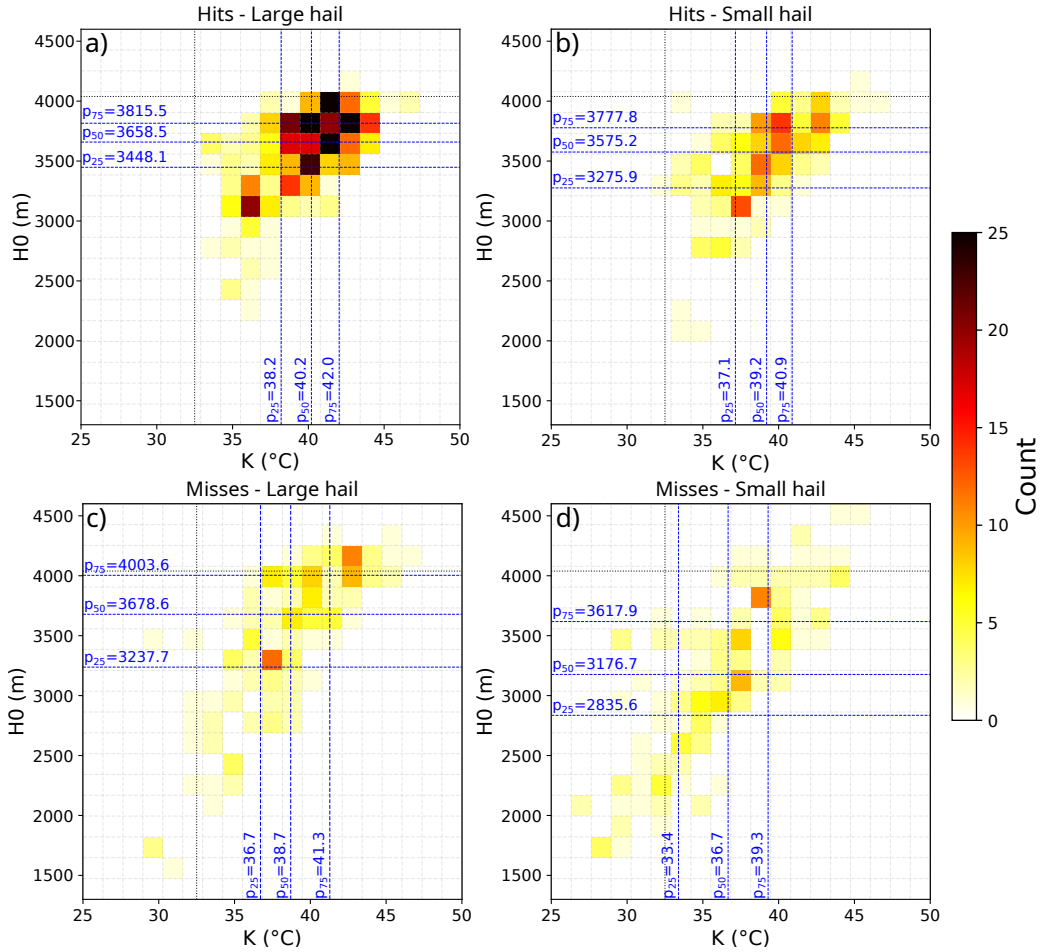 Hits - Large hail
a)
4500
4000
3500
3000
2500
2000
1500
H0 (m)
p75=3815.5
p50=3658.5
p25=3448.1
p25=38.2
p50=40.2
p75=42.0
25 30 35 40 45 50
K (°C)
Hits - Small hail
b)
4500
4000
3500
3000
2500
2000
1500
H0 (m)
p75=3777.8
p50=3575.2
p25=3275.9
p25=37.1
p50=39.2
p75=40.9
25 30 35 40 45 50
K (°C)
Misses - Large hail
c)
4500
4000
3500
3000
2500
2000
1500
H0 (m)
p75=4003.6
p50=3678.6
p25=3237.7
p25=36.7
p50=38.7
p75=41.3
25 30 35 40 45 50
K (°C)
Misses - Small hail
d)
4500
4000
3500
3000
2500
2000
1500
H0 (m)
p75=3617.9
p50=3176.7
p25=2835.6
p25=33.4
p50=36.7
p75=39.3
25 30 35 40 45 50
K (°C)
25
20
15
10
5
0
Count